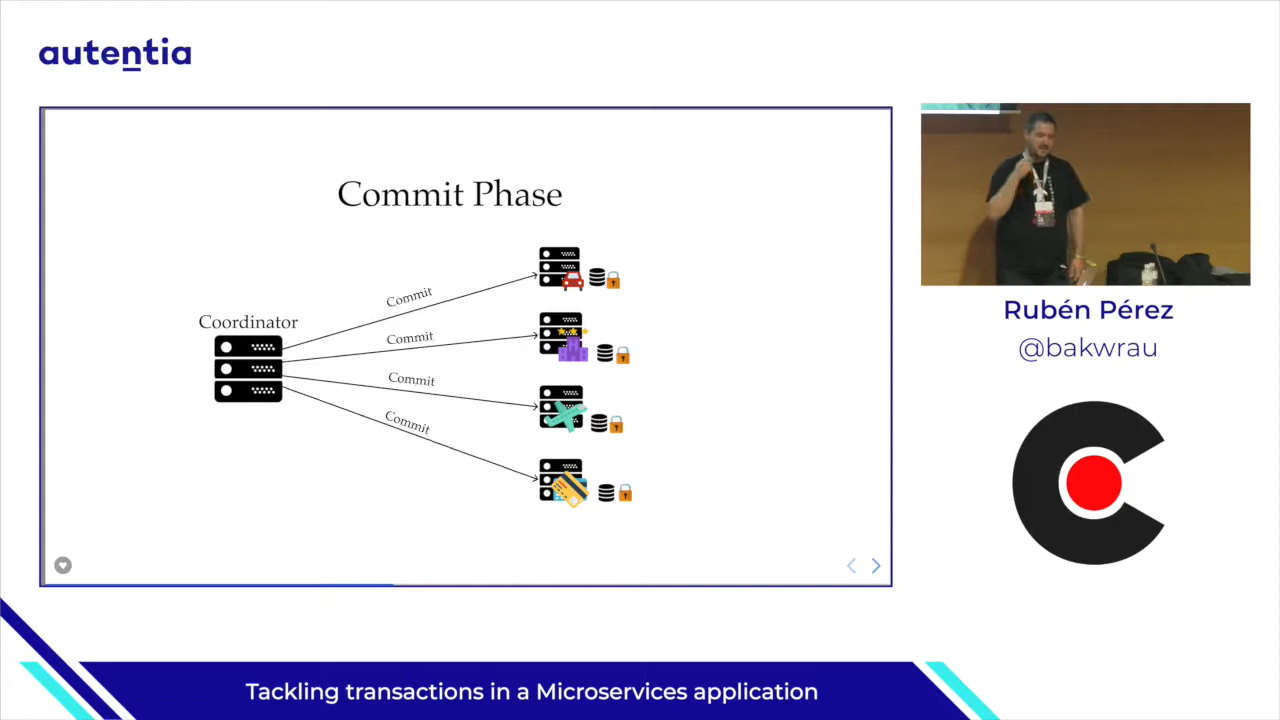 autentia
Commit Phase
Coordinator
Commit
Commit
Commit
Commit
Rubén Pérez
@bakwrau
Tackling transactions in a Microservices application